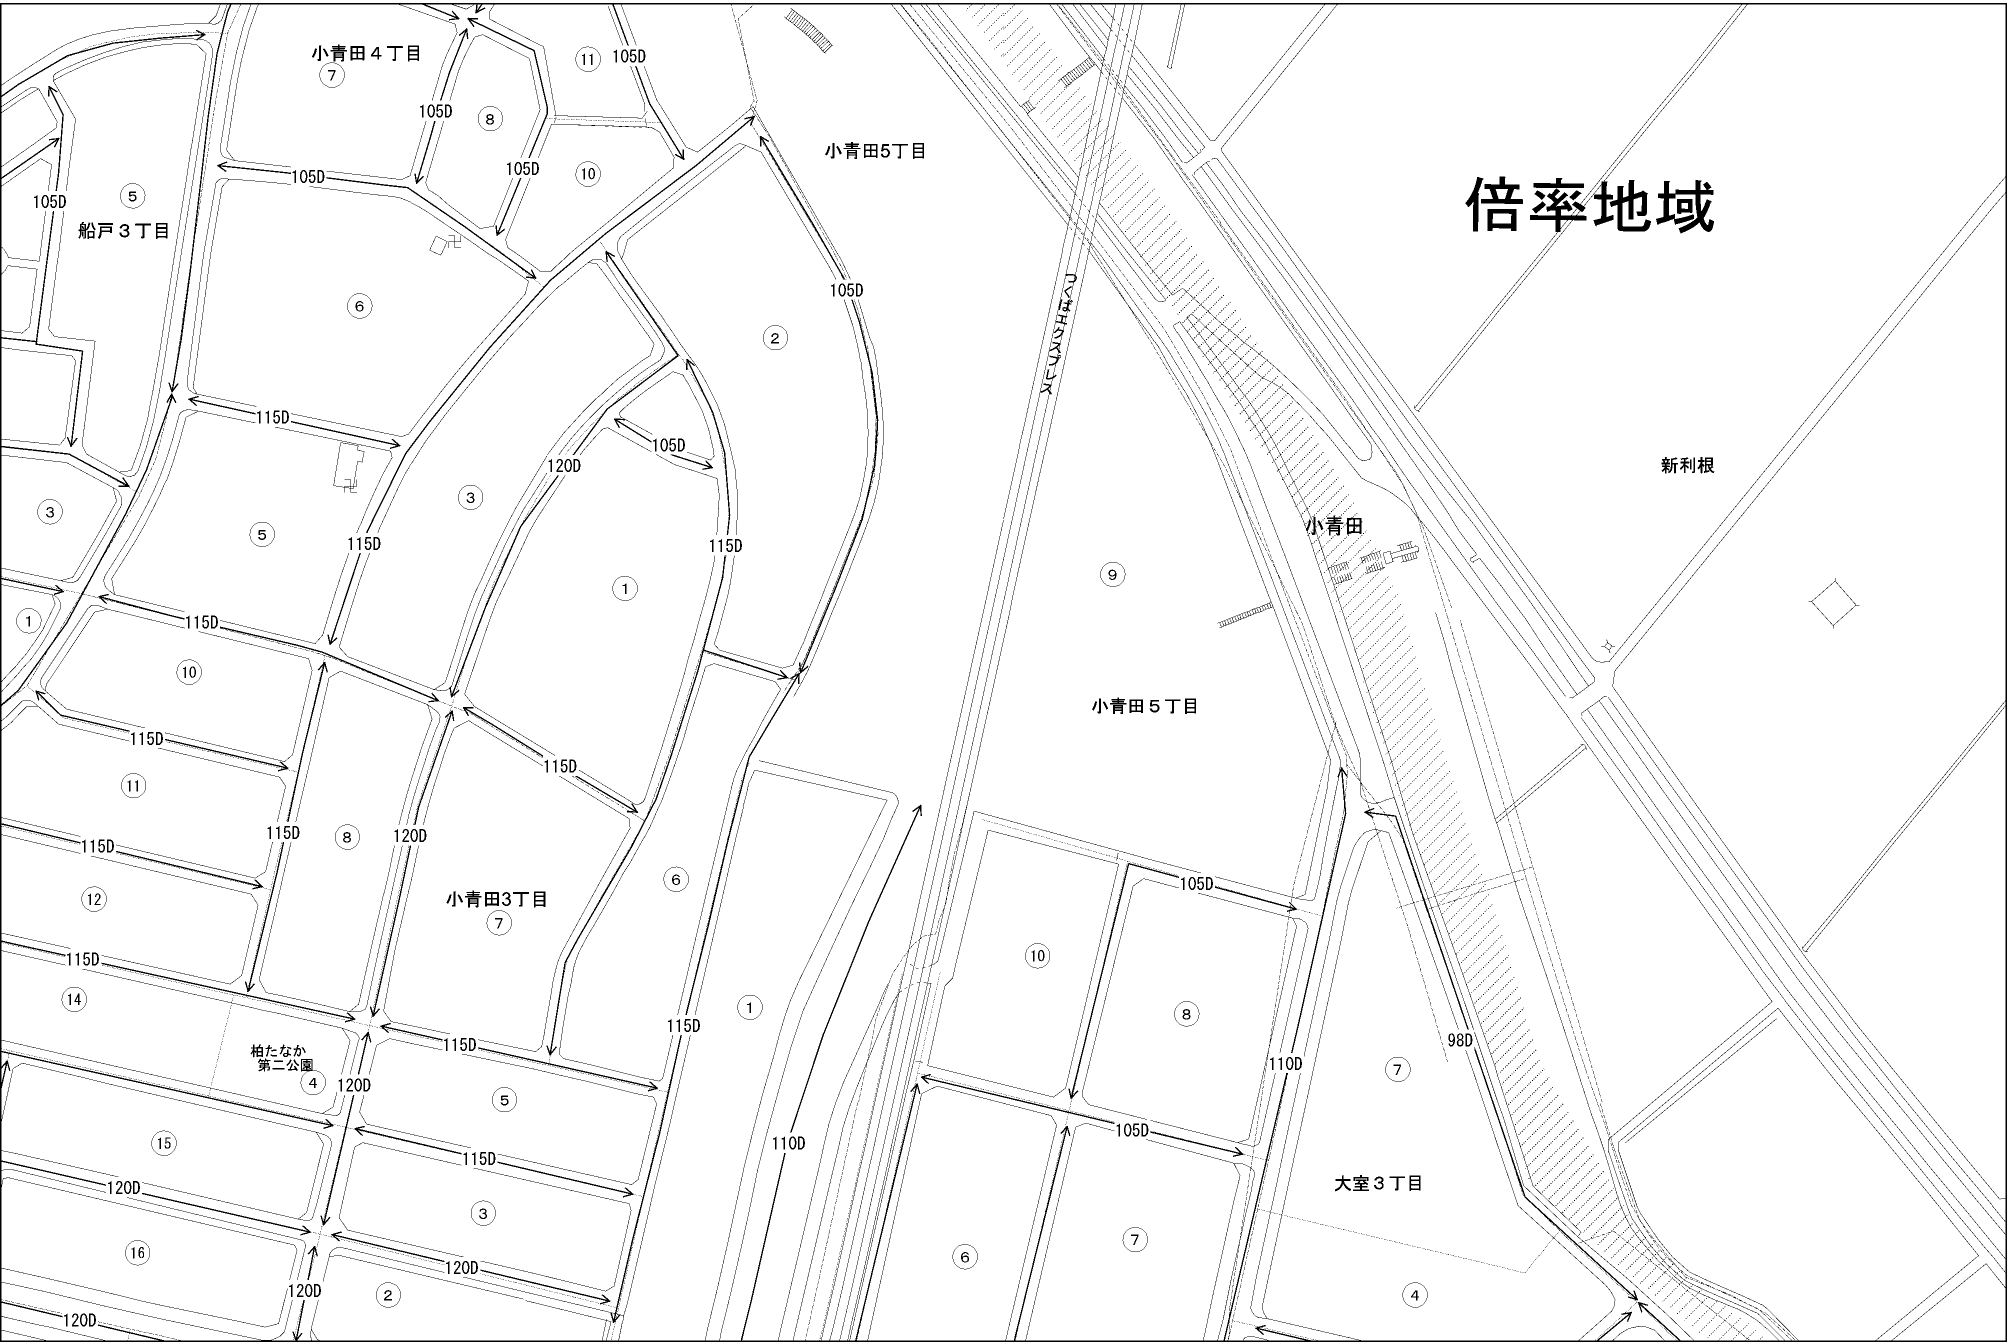 小青田４丁目
⑦
⑪
105D
105D
⑧
小青田5丁目
105D
⑩
105D
⑤
105D
倍率地域
船戸３丁目
105D
つくばエクスプレス
⑥
②
115D
105D
新利根
120D
③
③
小青田
⑤
115D
115D
⑨
①
①
115D
⑩
小青田５丁目
115D
115D
⑪
115D
⑧
120D
115D
⑥
105D
⑫
小青田3丁目
⑦
115D
⑩
⑭
①
⑧
115D
115D
98D
柏たなか
第二公園
④
120D
110D
⑦
⑤
105D
⑮
110D
115D
120D
大室３丁目
③
⑦
⑯
⑥
120D
120D
②
④
120D